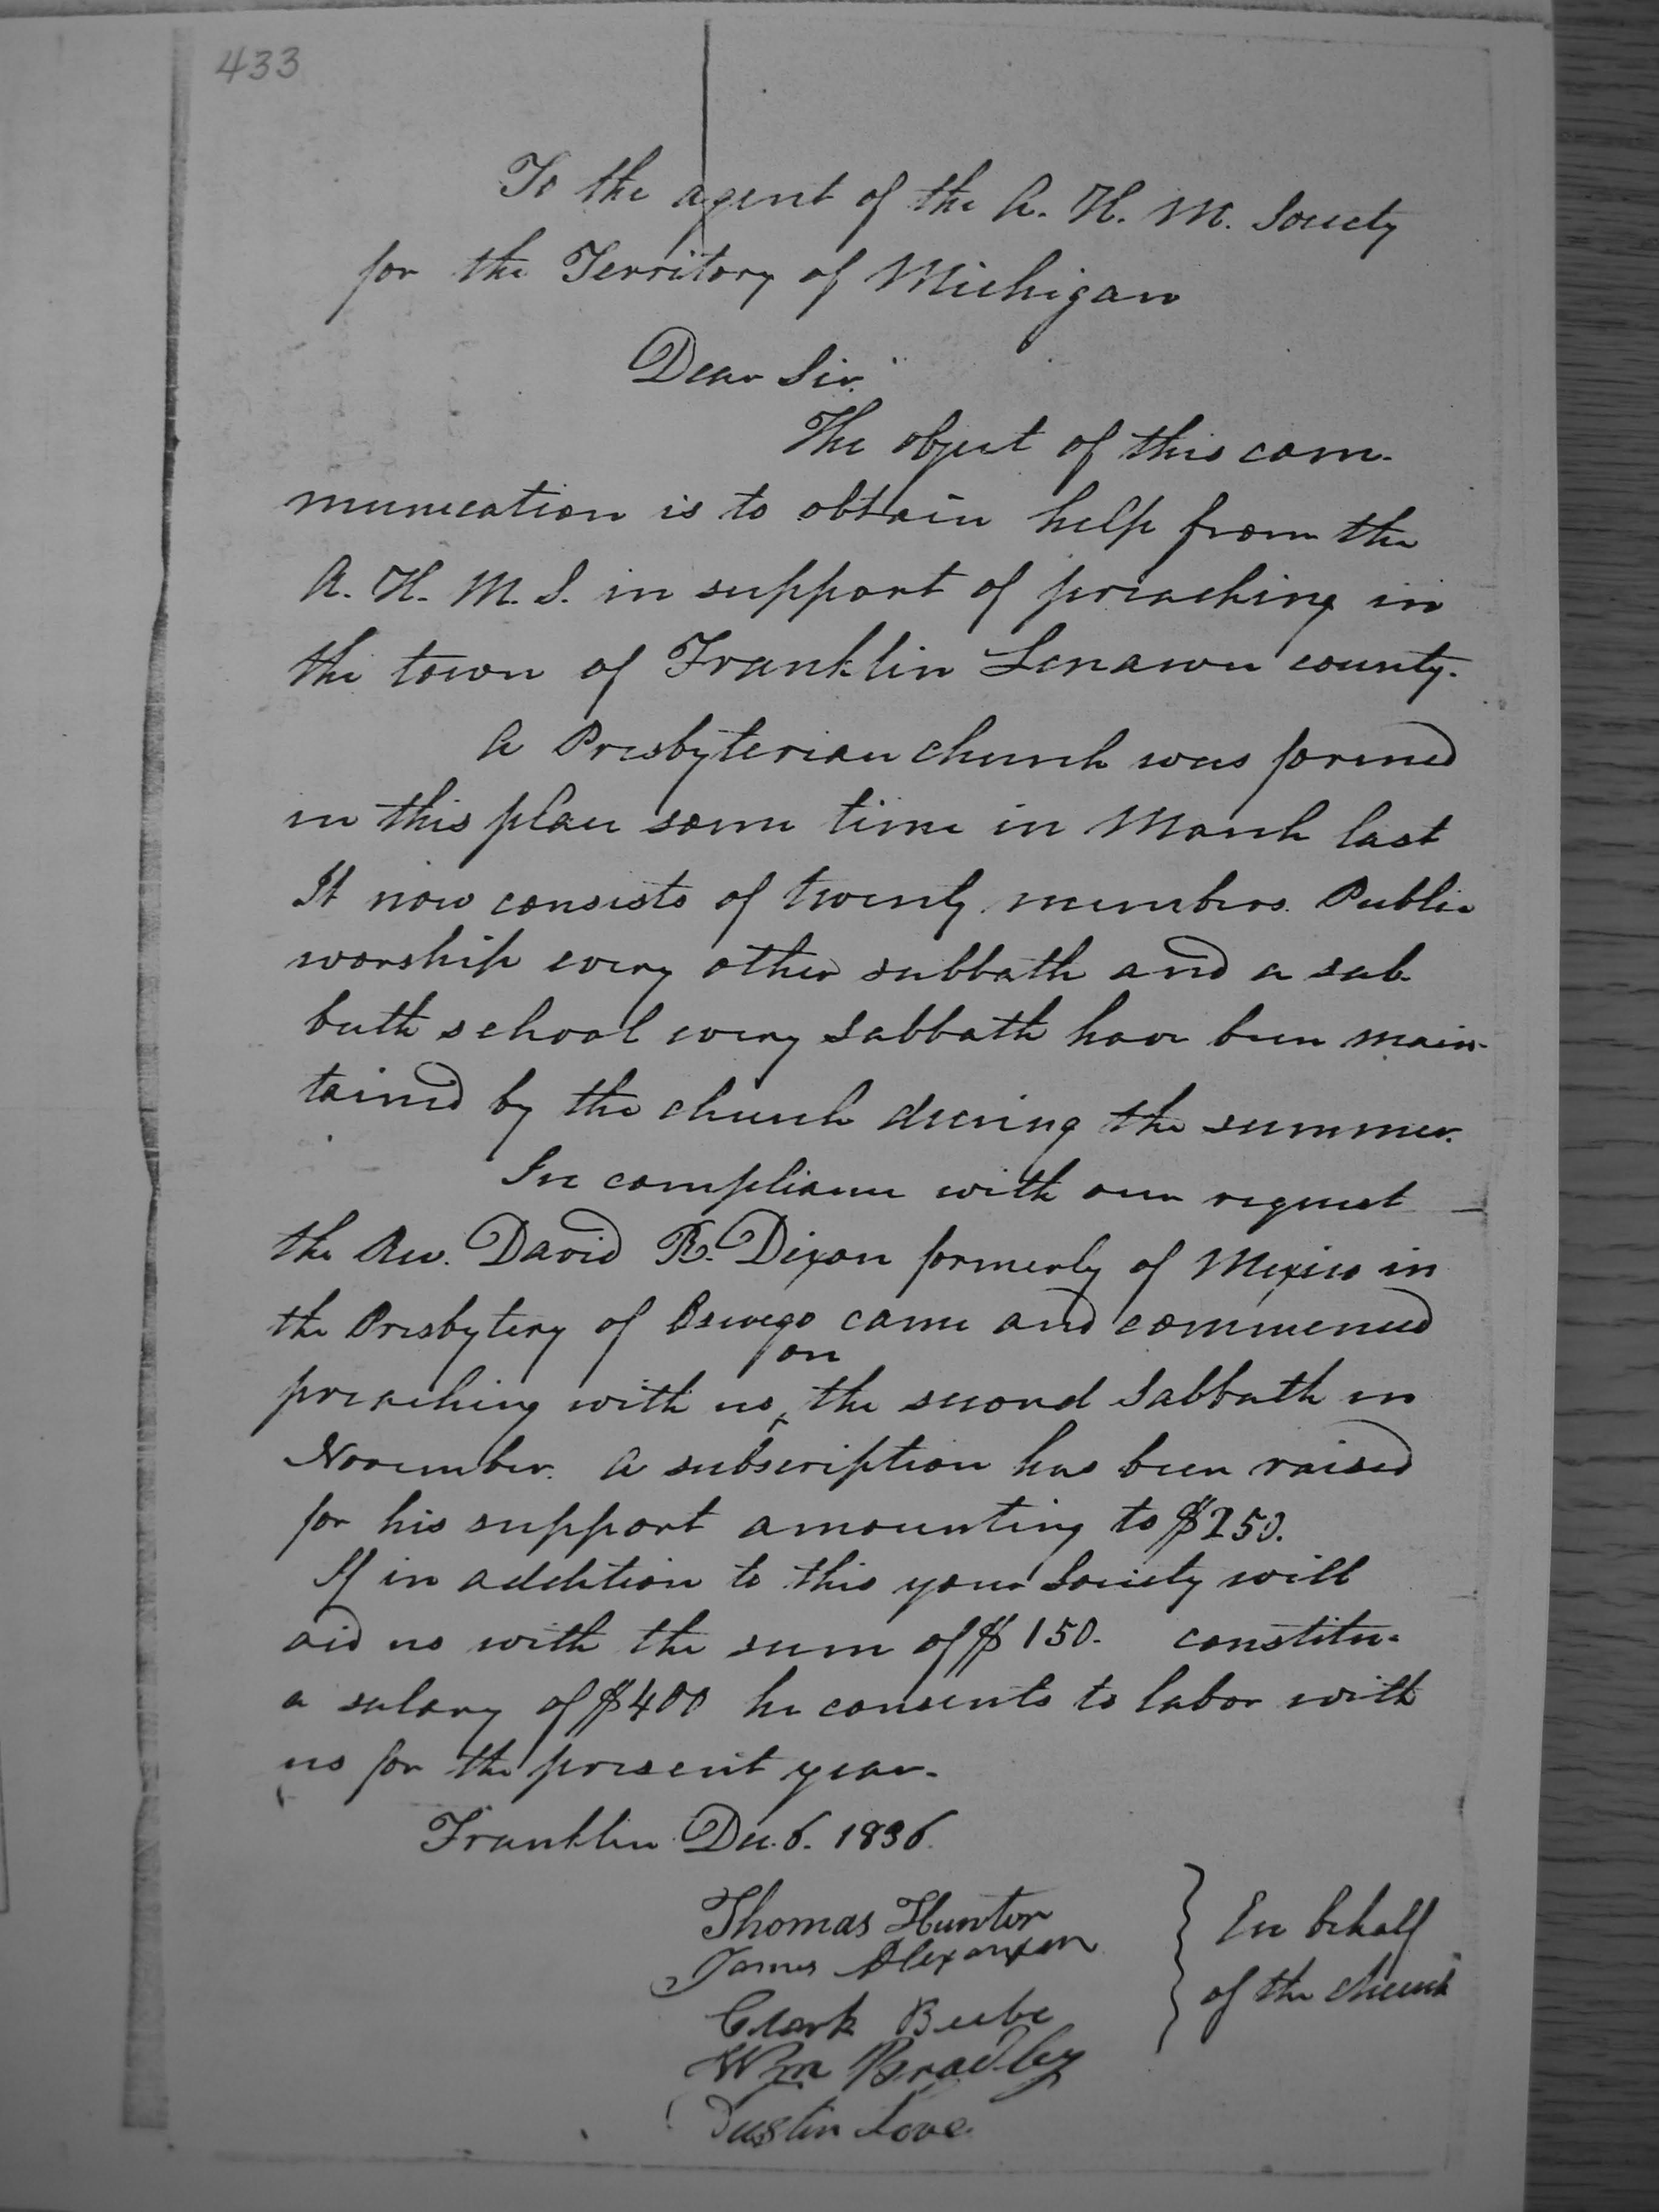 433
To the agent of the A. H. M. Society
for the Territory of Michigan
Dear Sir.
The object of this com-
munication is to obtain help from the
A. H. M. S. in support of preaching in
the town of Franklin Lenawee county.
A Presbyterian church was formed
in this place some time in March last
It now consists of twenty members. Public
worship every other sabbath and a sab-
bath school every sabbath have been main-
tained by the church during the summer.
In compliance with our request
the Rev. David R. Dixon formerly of Mexico in
the Presbytery of Oswego came and commenced
preaching with us on the second Sabbath in
November. A subscription has been raised
for his support amounting to $250.
If in addition to this your Society will
aid us with the sum of $150. constitu-
a salary of $400 he consents to labor with
us for the present year.
Franklin Dec. 6. 1836.
Thomas Hunter
James Alexander
Clark Beebe
Wm Bradley
Justin Love
In behalf
of the church